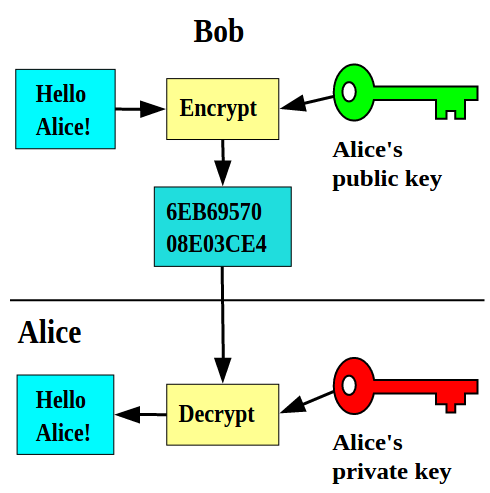 Bob
Hello
Alice!
Encrypt
Alice's
public key
6EB69570
08E03CE4
Alice
Hello
Alice!
Decrypt
Alice's
private key